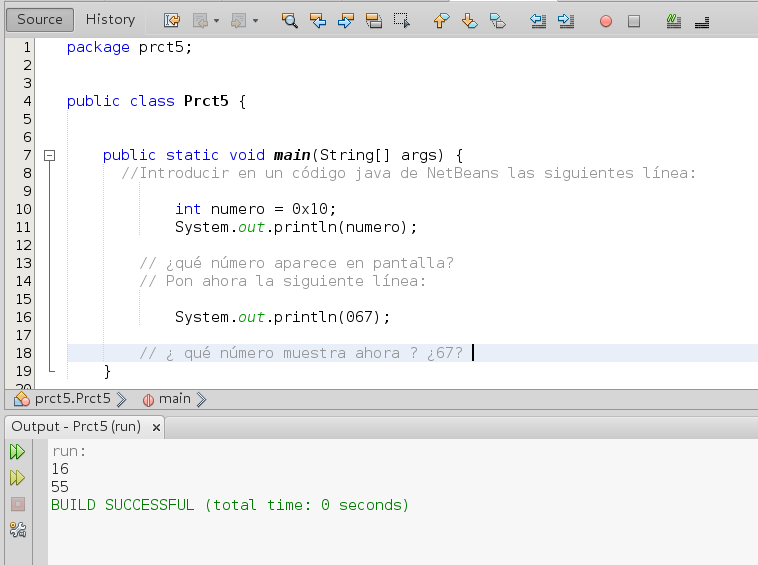 Source History
1 package prct5;
2
3
4 public class Prct5 {
5
6
7 public static void main(String[] args) {
8 //Introducir en un código java de NetBeans las siguientes línea:
9
10 int numero = 0x10;
11 System.out.println(numero);
12
13 // ¿qué número aparece en pantalla?
14 // Pon ahora la siguiente línea:
15
16 System.out.println(067);
17
18 // ¿ qué número muestra ahora ? ¿67?
19 }
20
prct5.Prct5 main
Output - Prct5 (run) ×
run:
16
55
BUILD SUCCESSFUL (total time: 0 seconds)